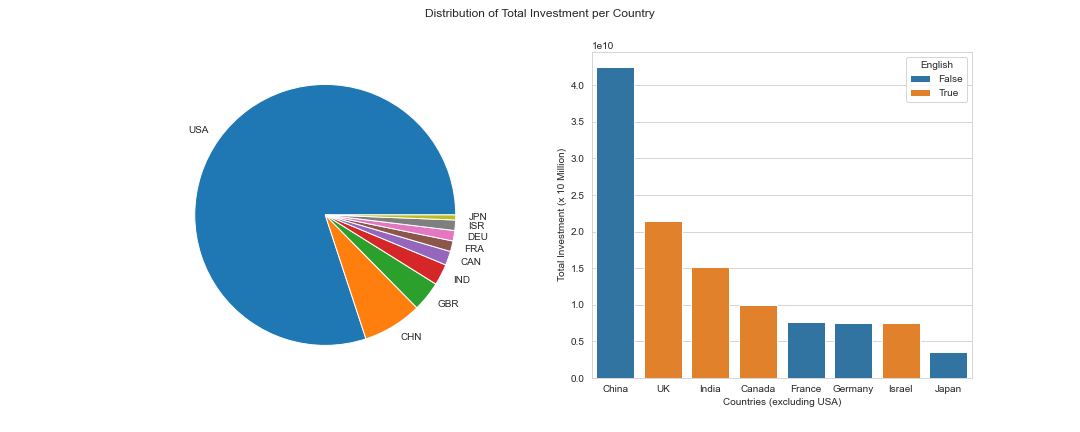 Distribution of Total Investment per Country
USA
JPN
ISR
DEU
FRA
CAN
IND
GBR
CHN
1e10
English
False
True
4.0
3.5
3.0
2.5
2.0
1.5
1.0
0.5
0.0
Total Investment (x 10 Million)
China UK India Canada France Germany Israel Japan
Countries (excluding USA)